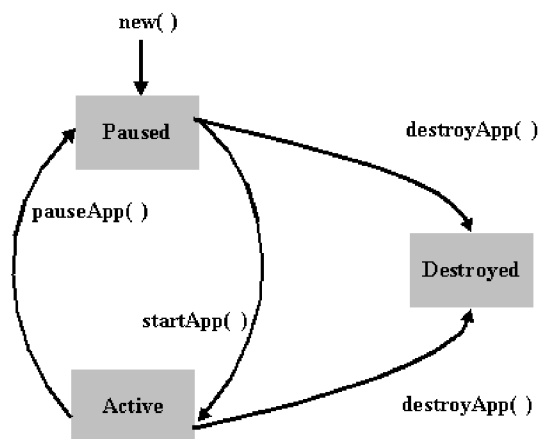 new( )
Paused
destroyApp( )
pauseApp( )
Destroyed
startApp( )
Active
destroyApp( )